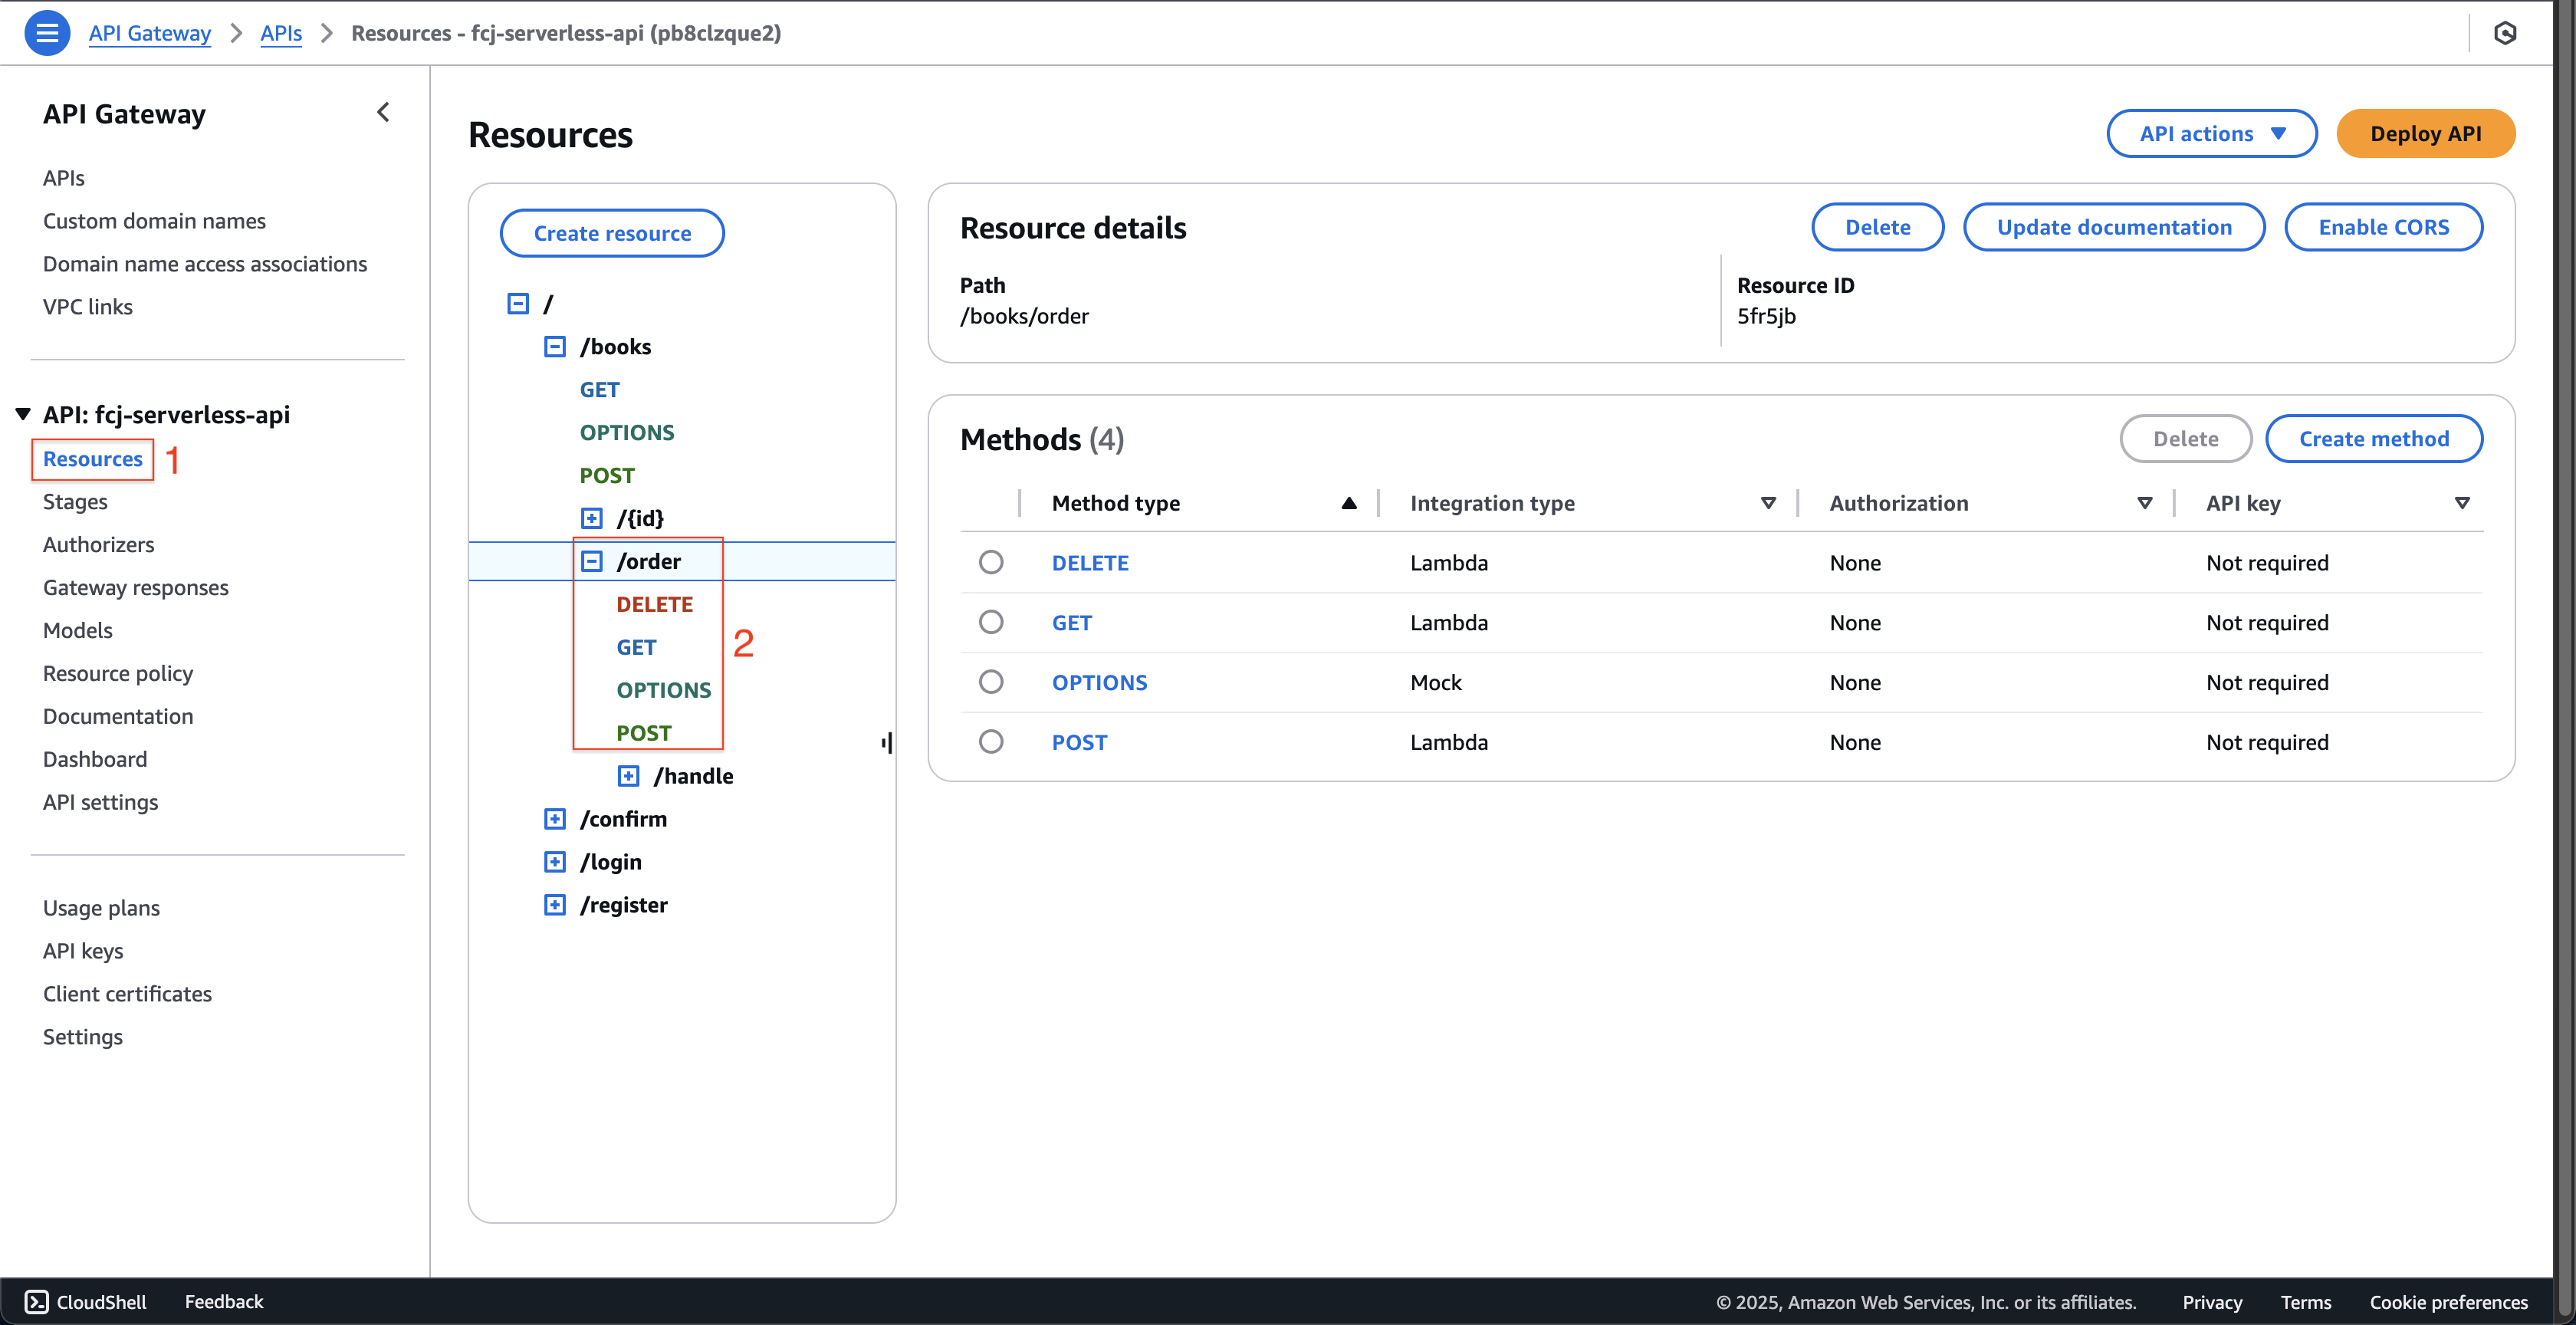 API Gateway > APIs > Resources - fcj-serverless-api (pb8clzque2)
API Gateway
APIs
Custom domain names
Domain name access associations
VPC links
API: fcj-serverless-api
Resources 1
Stages
Authorizers
Gateway responses
Models
Resource policy
Documentation
Dashboard
API settings
Usage plans
API keys
Client certificates
Settings
Resources
API actions
Deploy API
Create resource
/
/books
GET
OPTIONS
POST
/{id}
/order
DELETE
GET
2
OPTIONS
POST
/handle
/confirm
/login
/register
Resource details
Delete
Update documentation
Enable CORS
Path
/books/order
Resource ID
5fr5jb
Methods (4)
Delete
Create method
Method type Integration type Authorization API key
DELETE Lambda None Not required
GET Lambda None Not required
OPTIONS Mock None Not required
POST Lambda None Not required
CloudShell Feedback © 2025, Amazon Web Services, Inc. or its affiliates. Privacy Terms Cookie preferences